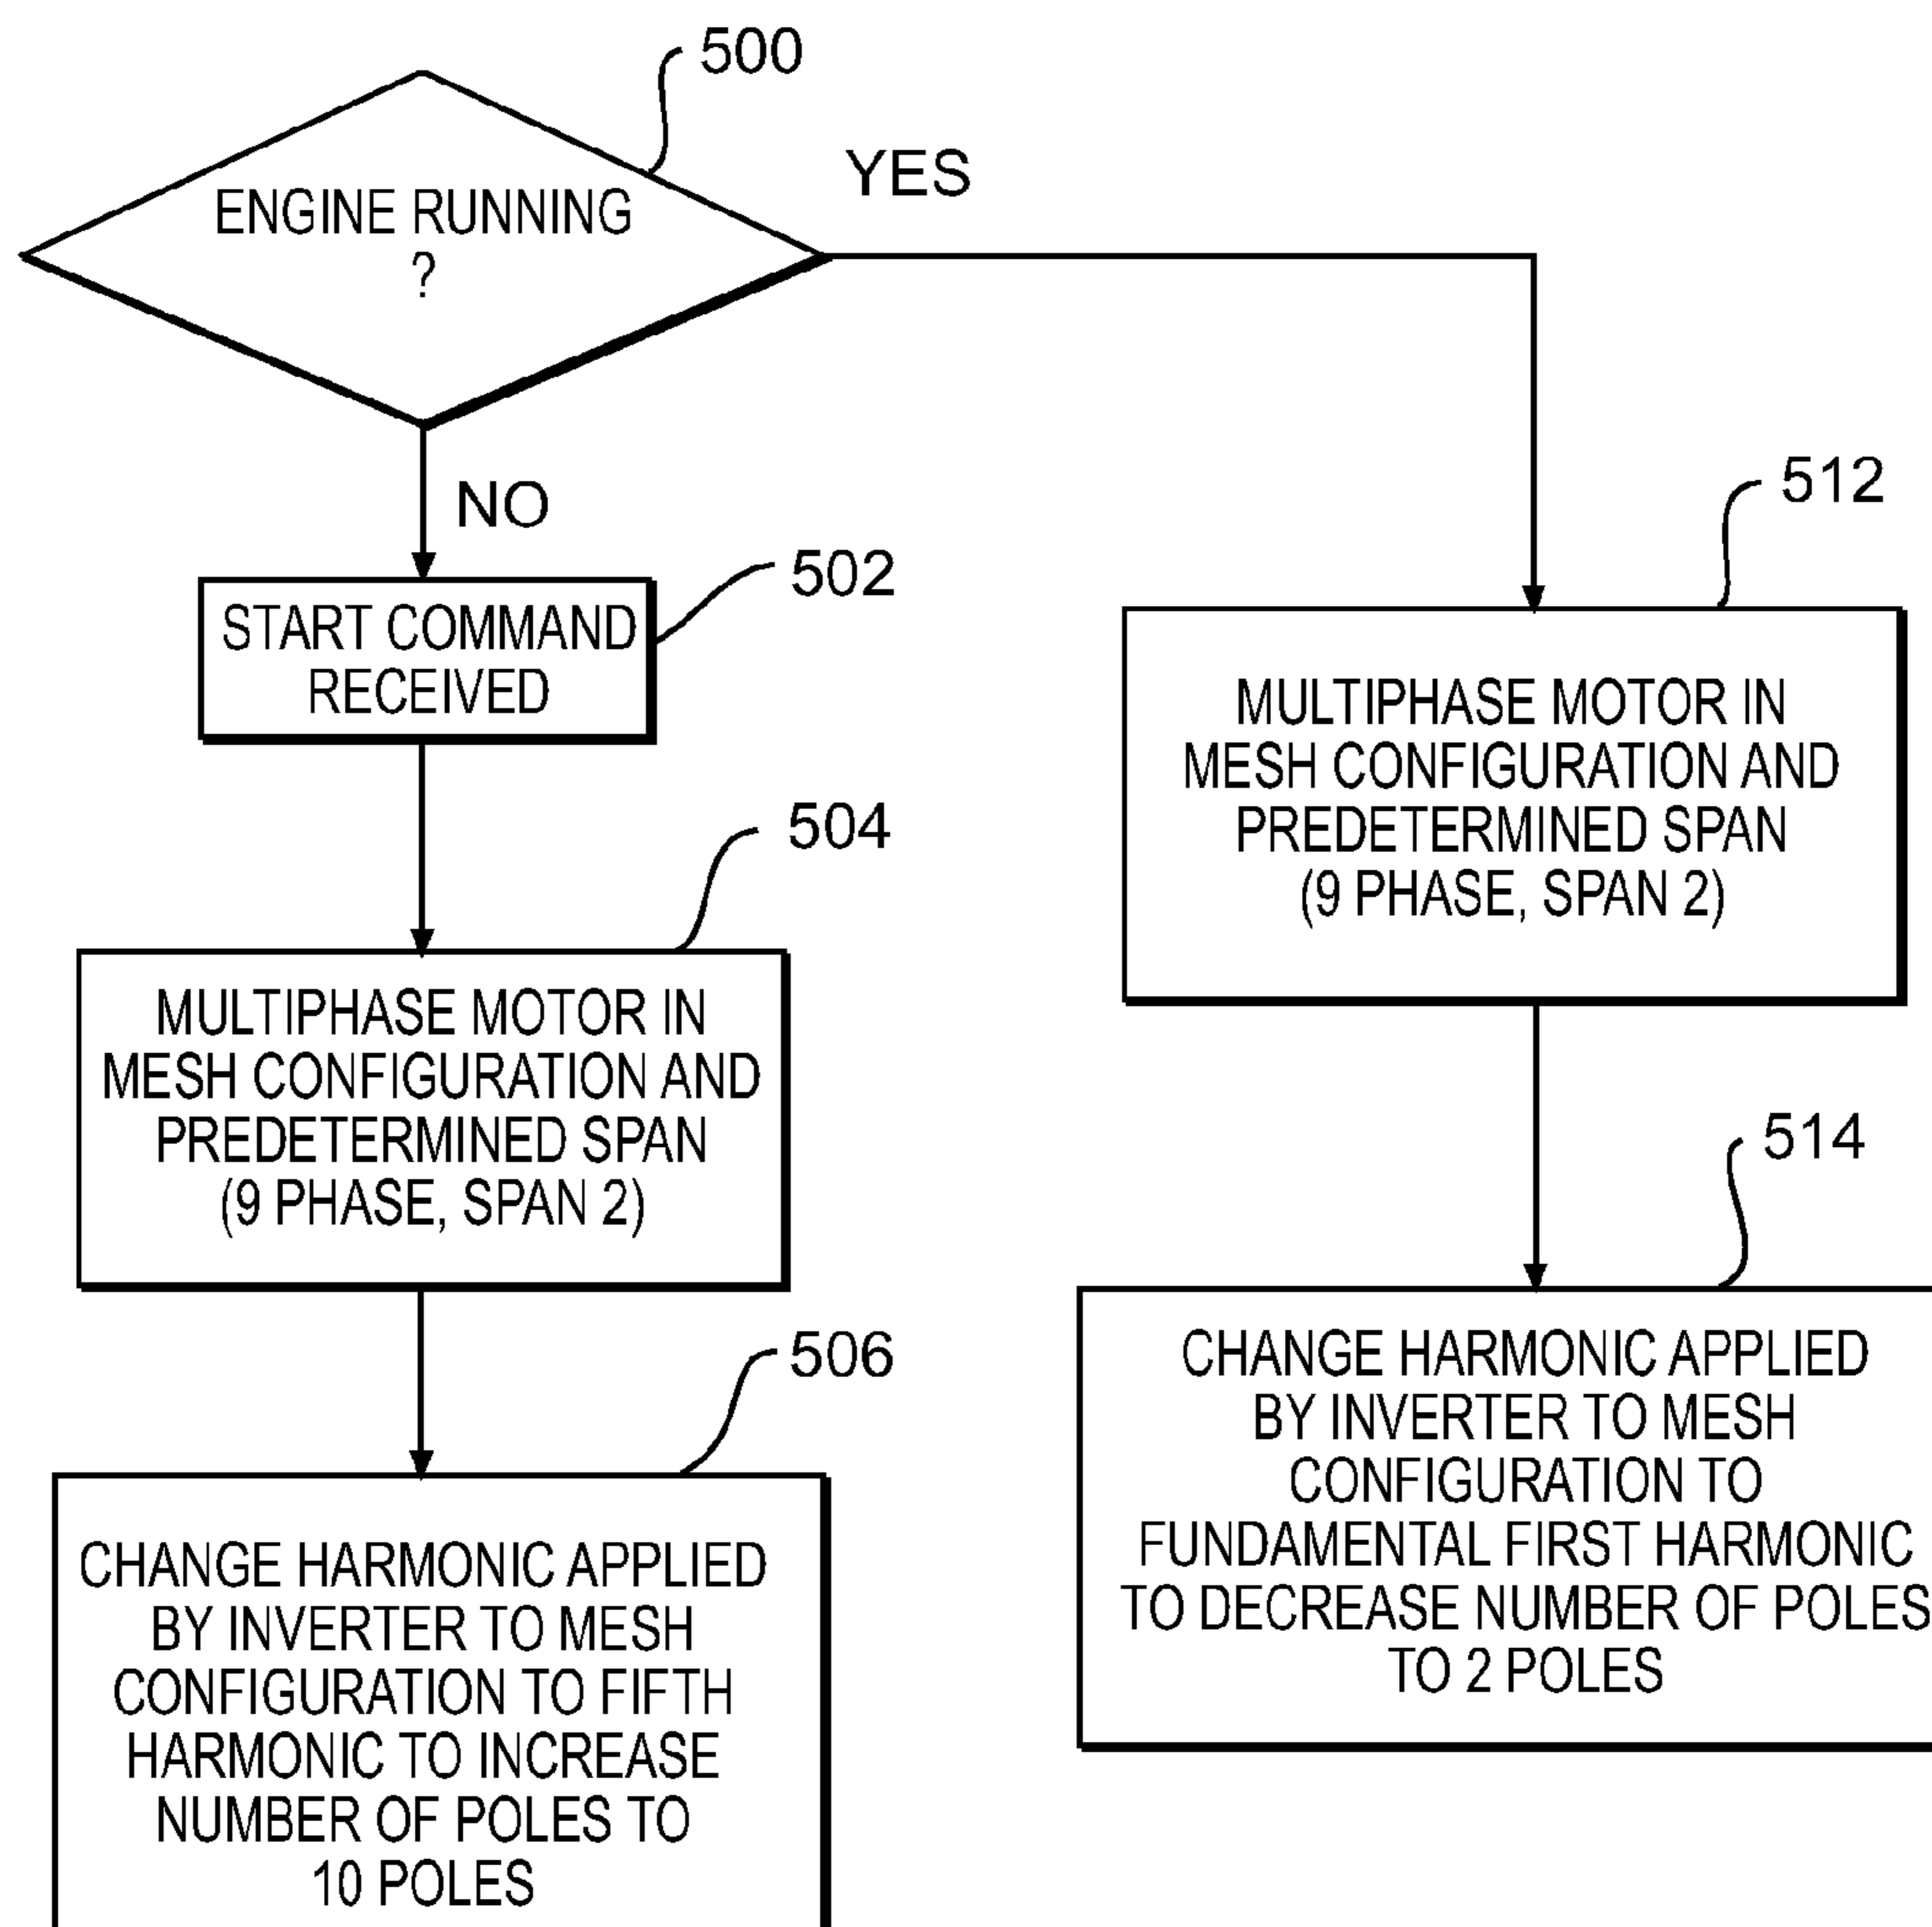 500
ENGINE RUNNING
?
YES
NO
502
START COMMAND
RECEIVED
504
MULTIPHASE MOTOR IN
MESH CONFIGURATION AND
PREDETERMINED SPAN
(9 PHASE, SPAN 2)
506
CHANGE HARMONIC APPLIED
BY INVERTER TO MESH
CONFIGURATION TO FIFTH
HARMONIC TO INCREASE
NUMBER OF POLES TO
10 POLES
512
MULTIPHASE MOTOR IN
MESH CONFIGURATION AND
PREDETERMINED SPAN
(9 PHASE, SPAN 2)
514
CHANGE HARMONIC APPLIED
BY INVERTER TO MESH
CONFIGURATION TO
FUNDAMENTAL FIRST HARMONIC
TO DECREASE NUMBER OF POLES
TO 2 POLES